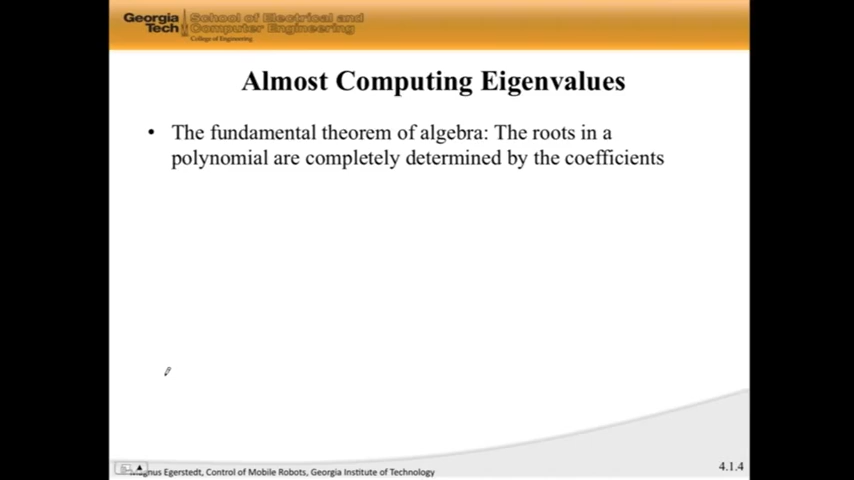 Georgia Tech
School of Electrical and
Computer Engineering
College of Engineering
Almost Computing Eigenvalues
• The fundamental theorem of algebra: The roots in a
polynomial are completely determined by the coefficients
Egerstedt, Control of Mobile Robots, Georgia Institute of Technology
4.1.4